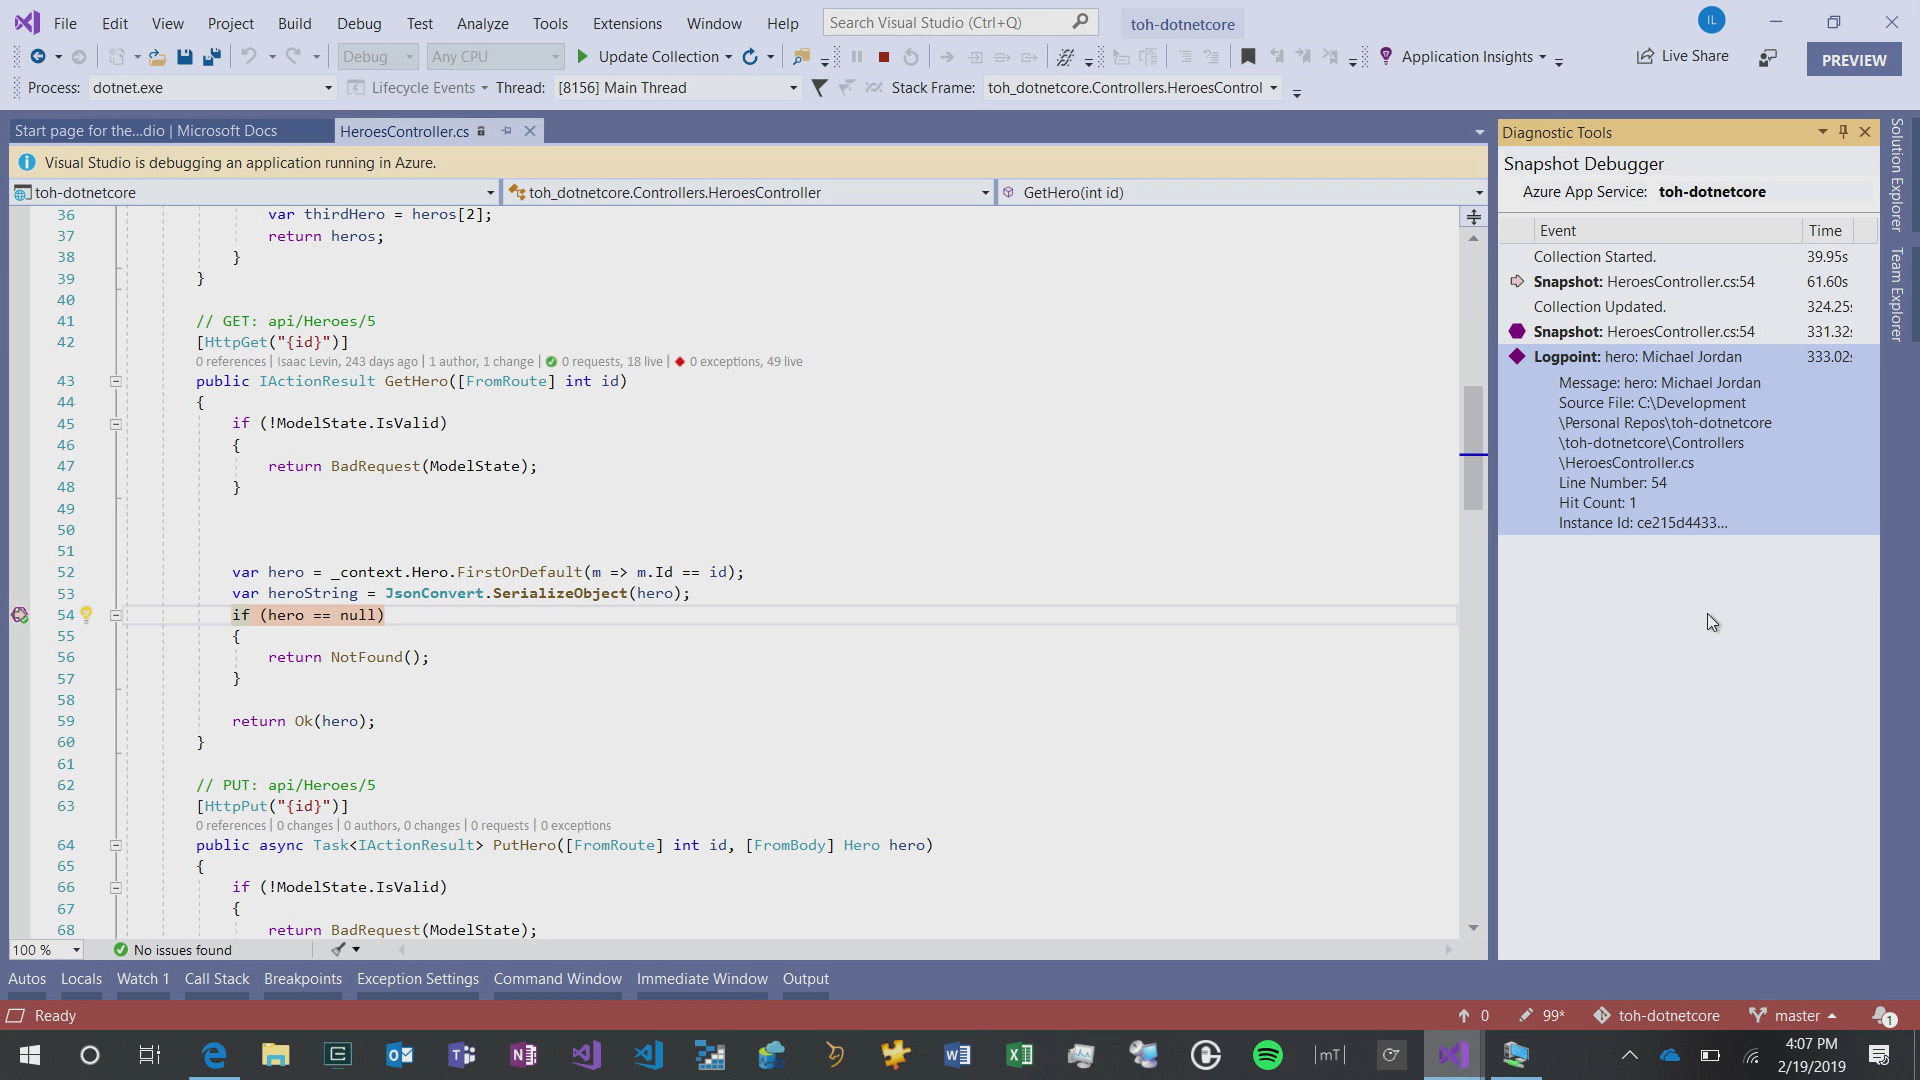 File Edit View Project Build Debug Test Analyze Tools Extensions Window Help Search Visual Studio (Ctrl+Q) toh-dotnetcore IL
Debug Any CPU Update Collection Application Insights Live Share PREVIEW
Process: dotnet.exe Lifecycle Events Thread: [8156] Main Thread Stack Frame: toh_dotnetcore.Controllers.HeroesControl
Start page for the...dio | Microsoft Docs HeroesController.cs
Visual Studio is debugging an application running in Azure.
toh-dotnetcore toh_dotnetcore.Controllers.HeroesController GetHero(int id)
36 var thirdHero = heros[2];
37 return heros;
38 }
39 }
40
41 // GET: api/Heroes/5
42 [HttpGet("{id}")]
0 references | Isaac Levin, 243 days ago | 1 author, 1 change | 0 requests, 18 live | 0 exceptions, 49 live
43 public IActionResult GetHero([FromRoute] int id)
44 {
45 if (!ModelState.IsValid)
46 {
47 return BadRequest(ModelState);
48 }
49
50
51
52 var hero = _context.Hero.FirstOrDefault(m => m.Id == id);
53 var heroString = JsonConvert.SerializeObject(hero);
54 if (hero == null)
55 {
56 return NotFound();
57 }
58
59 return Ok(hero);
60 }
61
62 // PUT: api/Heroes/5
63 [HttpPut("{id}")]
0 references | 0 changes | 0 authors, 0 changes | 0 requests | 0 exceptions
64 public async Task<IActionResult> PutHero([FromRoute] int id, [FromBody] Hero hero)
65 {
66 if (!ModelState.IsValid)
67 {
68 return BadRequest(ModelState);
100 % No issues found
Diagnostic Tools
Snapshot Debugger
Azure App Service: toh-dotnetcore
Event Time
Collection Started. 39.95s
Snapshot: HeroesController.cs:54 61.60s
Collection Updated. 324.25s
Snapshot: HeroesController.cs:54 331.32s
Logpoint: hero: Michael Jordan 333.02s
Message: hero: Michael Jordan
Source File: C:\Development
\Personal Repos\toh-dotnetcore
\toh-dotnetcore\Controllers
\HeroesController.cs
Line Number: 54
Hit Count: 1
Instance Id: ce215d4433...
Solution Explorer
Team Explorer
Autos Locals Watch 1 Call Stack Breakpoints Exception Settings Command Window Immediate Window Output
Ready 0 99* toh-dotnetcore master 1
|mT| 4:07 PM
2/19/2019